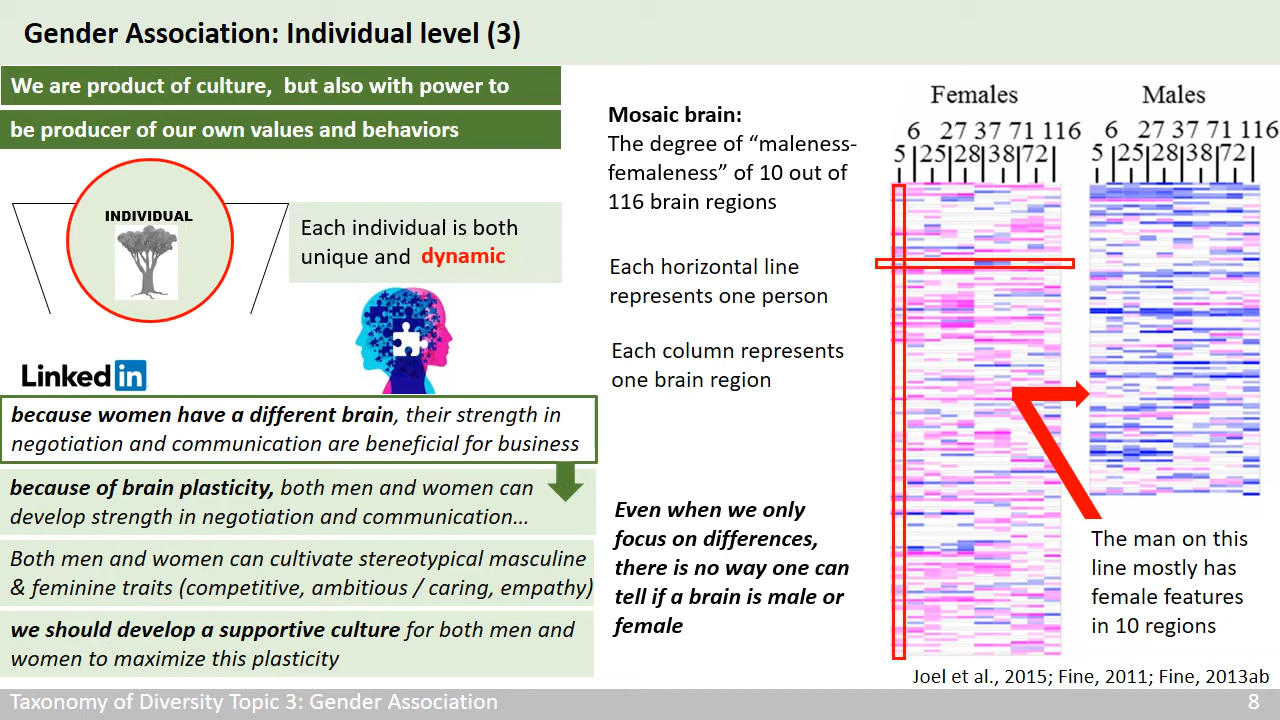 Gender Association: Individual level (3)
We are product of culture, but also with power to
be producer of our own values and behaviors
INDIVIDUAL
Each individual is both
unique and dynamic
Linked in
because women have a different brain, their strength in
negotiation and communication are beneficial for business
because of brain plasticity, both men and women can
develop strength in negotiation and communication…
Both men and women can cultivate stereotypical masculine
& feminine traits (competitive, ambitious / caring, empathy)
we should develop a supportive culture for both men and
women to maximize this plasticity
Mosaic brain:
The degree of “maleness-
femaleness” of 10 out of
116 brain regions
Each horizontal line
represents one person
Each column represents
one brain region
Even when we only
focus on differences,
there is no way one can
tell if a brain is male or
female
Females
6 27 37 71 116
5 25 28 38 72
Males
6 27 37 71 116
5 25 28 38 72
The man on this
line mostly has
female features
in 10 regions
Joel et al., 2015; Fine, 2011; Fine, 2013ab
Taxonomy of Diversity Topic 3: Gender Association
8